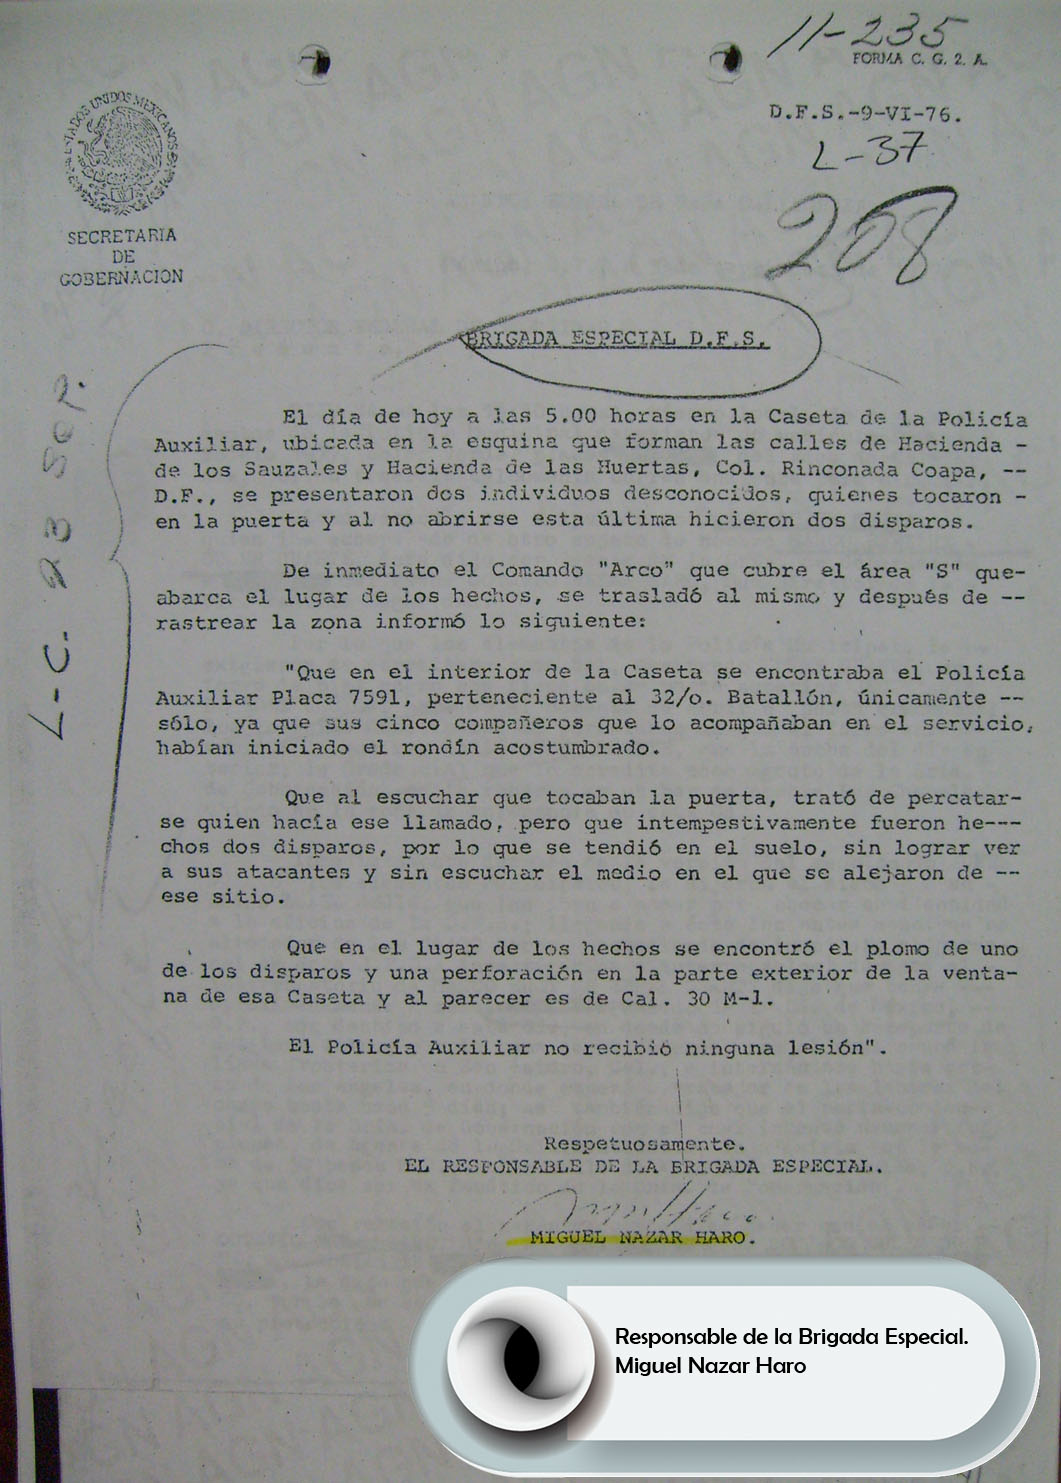 11-235
FORMA C. G. 2. A.
D.F.S.-9-VI-76.
L-37
208
ESTADOS UNIDOS MEXICANOS
SECRETARIA
DE
GOBERNACION
BRIGADA ESPECIAL D.F.S.
El día de hoy a las 5.00 horas en la Caseta de la Policía
Auxiliar, ubicada en la esquina que forman las calles de Hacienda -
de los Sauzales y Hacienda de las Huertas, Col. Rinconada Coapa, --
D.F., se presentaron dos individuos desconocidos, quienes tocaron -
en la puerta y al no abrirse esta última hicieron dos disparos.
De inmediato el Comando "Arco" que cubre el área "S" que-
abarca el lugar de los hechos, se trasladó al mismo y después de --
rastrear la zona informó lo siguiente:
"Que en el interior de la Caseta se encontraba el Policía
Auxiliar Placa 7591, perteneciente al 32/o. Batallón, únicamente --
sólo, ya que sus cinco compañeros que lo acompañaban en el servicio,
habían iniciado el rondín acostumbrado.
Que al escuchar que tocaban la puerta, trató de percatar-
se quien hacía ese llamado, pero que intempestivamente fueron he---
chos dos disparos, por lo que se tendió en el suelo, sin lograr ver
a sus atacantes y sin escuchar el medio en el que se alejaron de --
ese sitio.
Que en el lugar de los hechos se encontró el plomo de uno
de los disparos y una perforación en la parte exterior de la venta-
na de esa Caseta y al parecer es de Cal. 30 M-1.
El Policía Auxiliar no recibió ninguna lesión".
Respetuosamente.
EL RESPONSABLE DE LA BRIGADA ESPECIAL.
MIGUEL NAZAR HARO.
L-C. 23 SEP.
Responsable de la Brigada Especial.
Miguel Nazar Haro